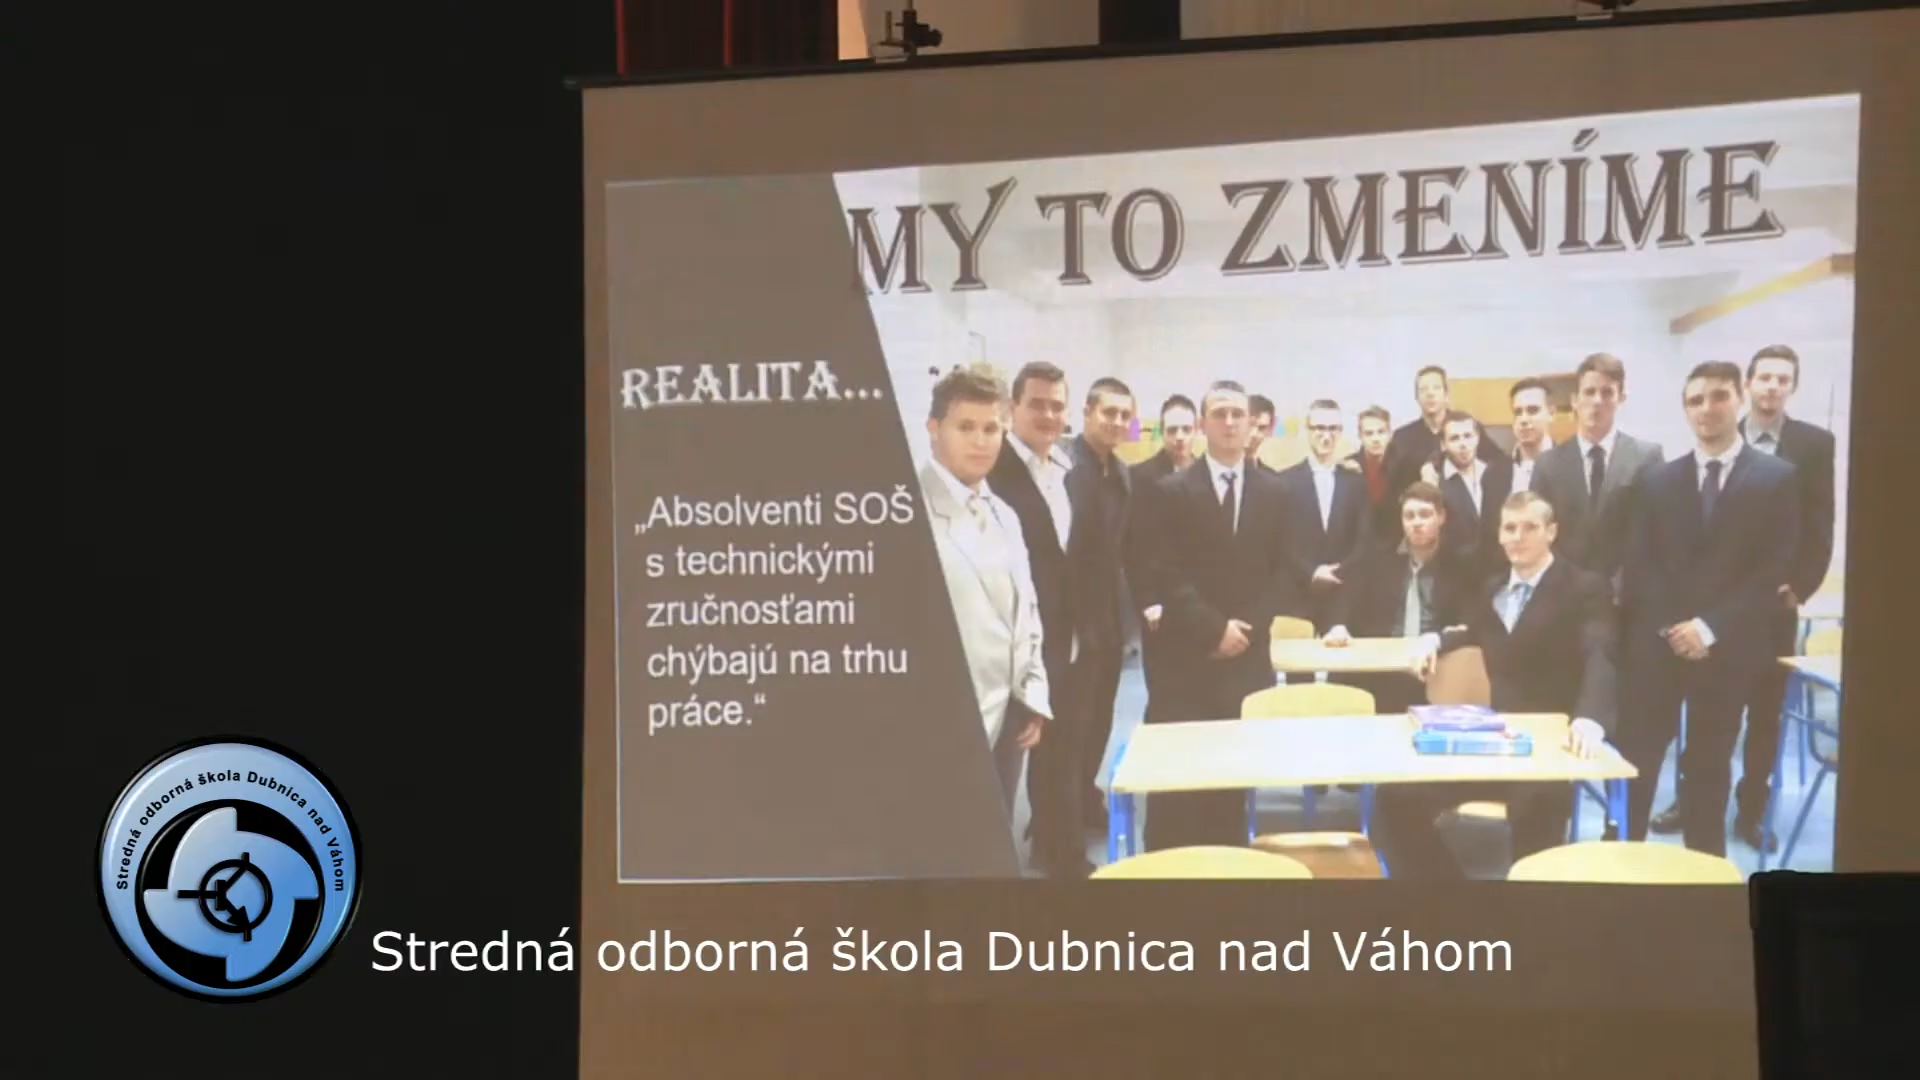 MY TO ZMENÍME
REALITA...
„Absolventi SOŠ
s technickými
zručnosťami
chýbajú na trhu
práce.“
Stredná odborná škola Dubnica nad Váhom
Stredná odborná škola Dubnica nad Váhom